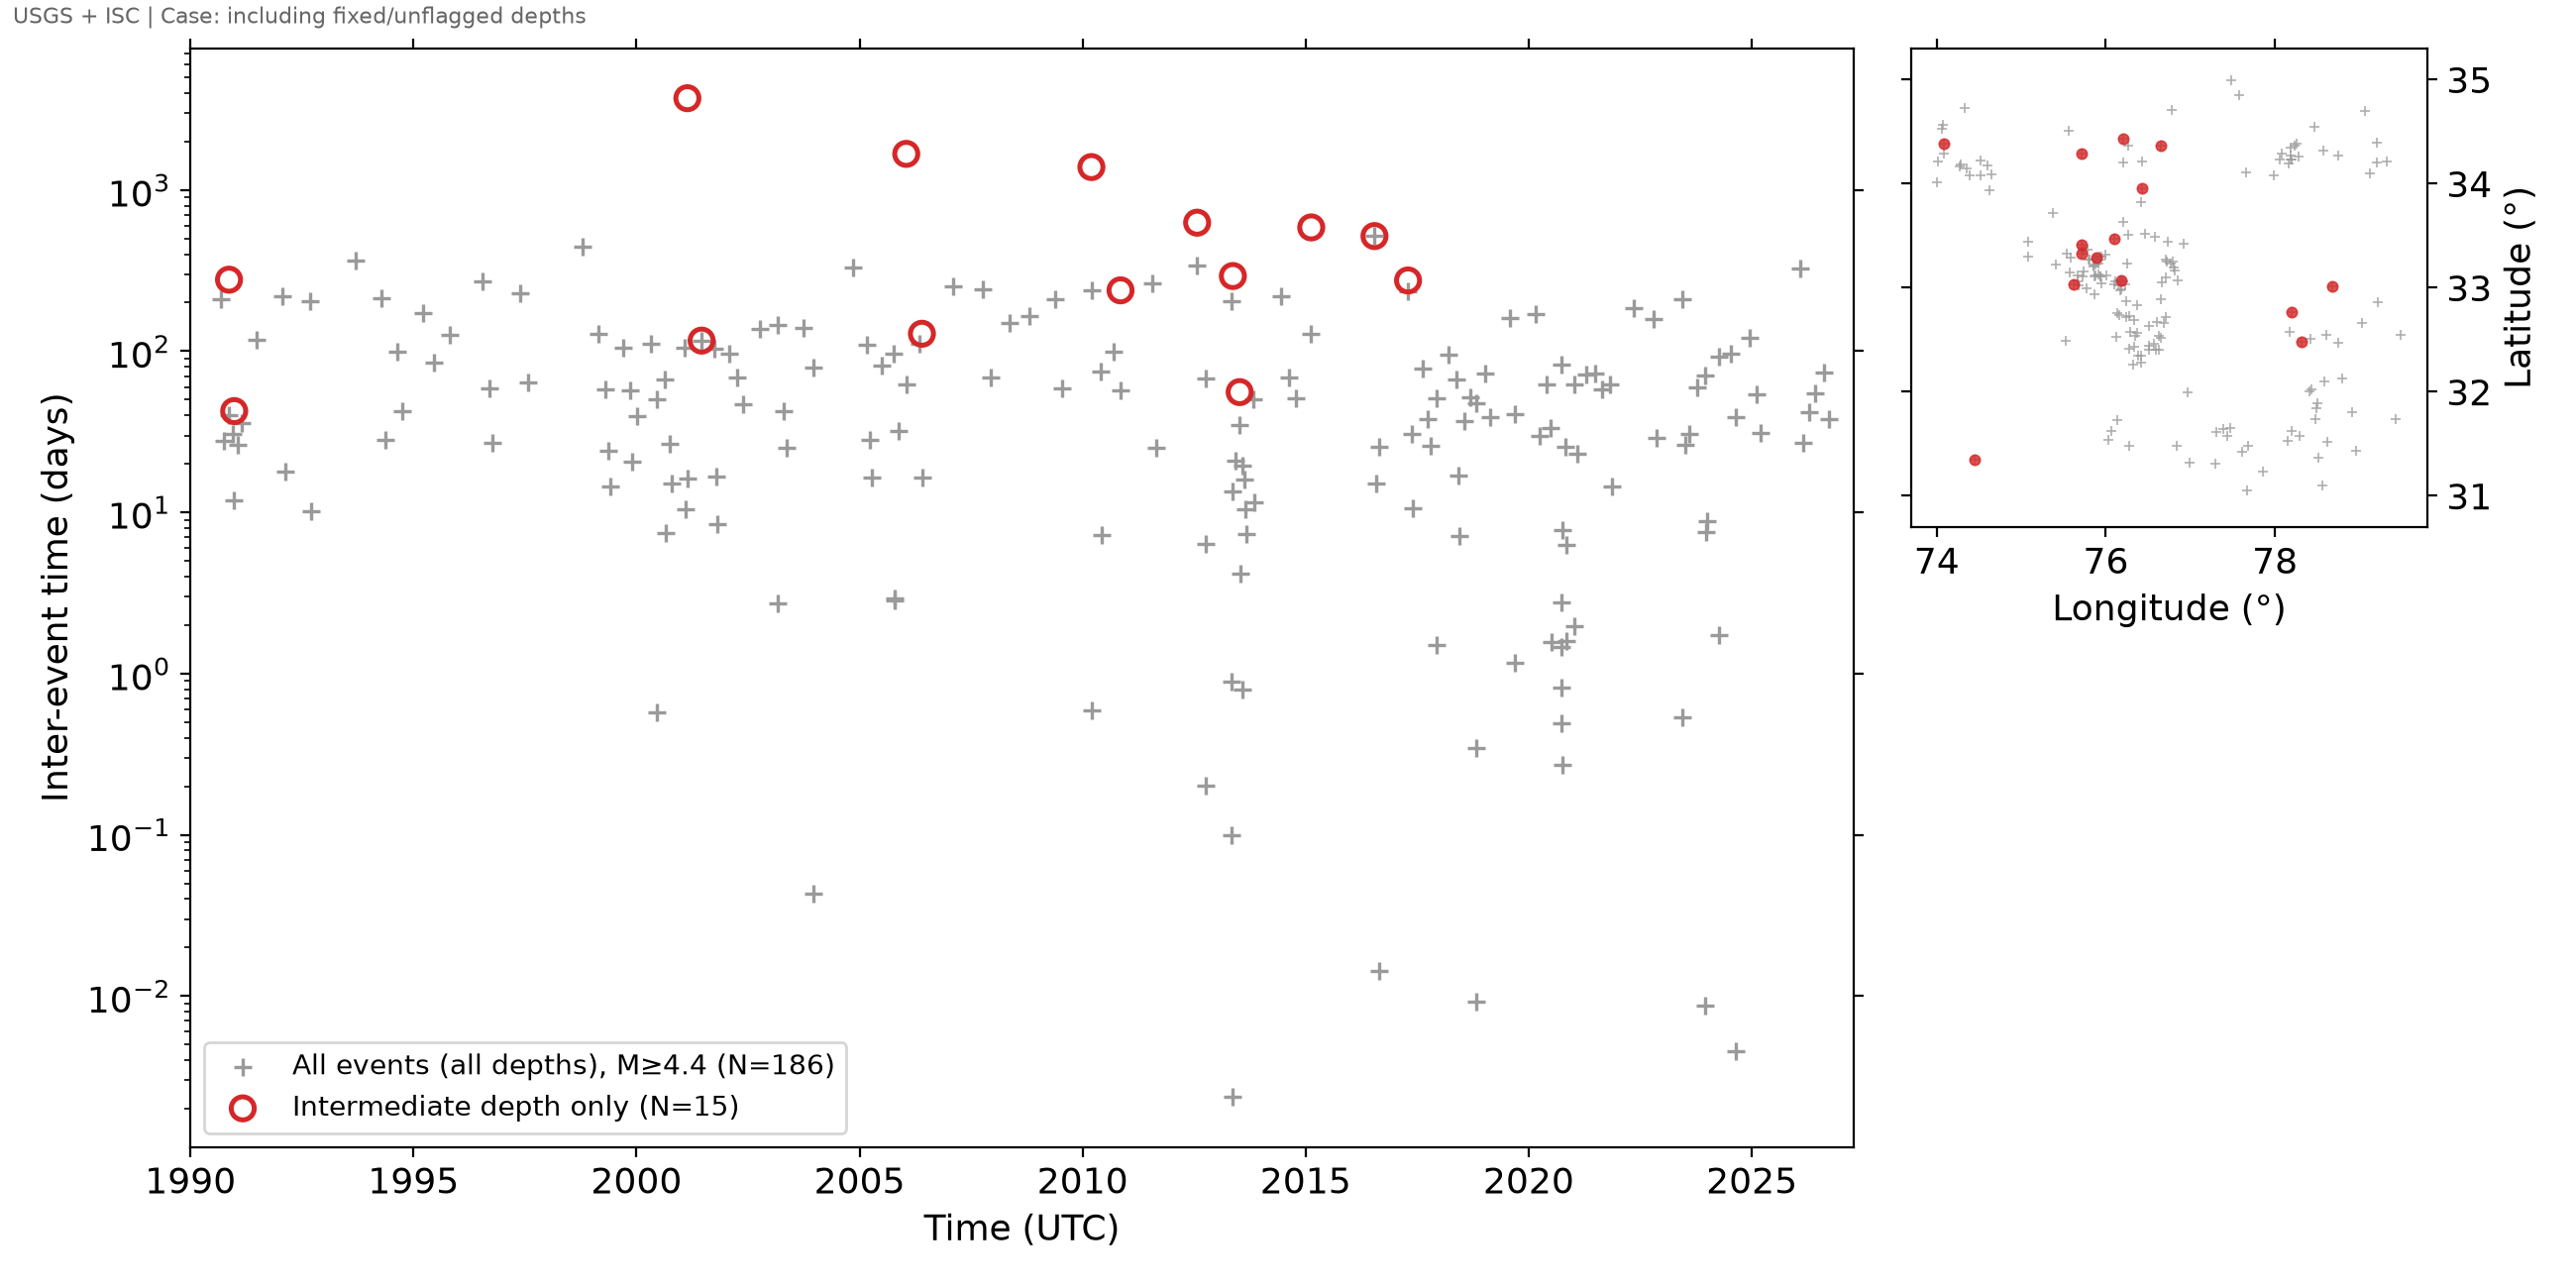 USGS + ISC | Case: including fixed/unflagged depths
Inter-event time (days)
10³
10²
10¹
10⁰
10⁻¹
10⁻²
All events (all depths), M≥4.4 (N=186)
Intermediate depth only (N=15)
1990 1995 2000 2005 2010 2015 2020 2025
Time (UTC)
35
34
33
32
31
Latitude (°)
74 76 78
Longitude (°)